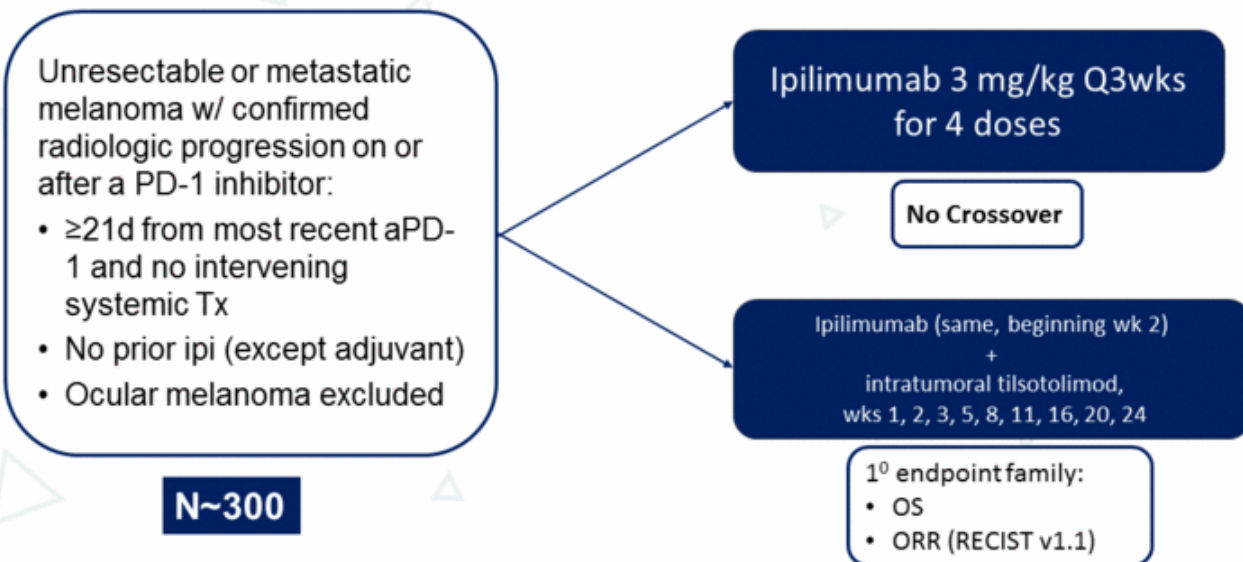 Unresectable or metastatic
melanoma w/ confirmed
radiologic progression on or
after a PD-1 inhibitor:
• ≥21d from most recent aPD-
1 and no intervening
systemic Tx
• No prior ipi (except adjuvant)
• Ocular melanoma excluded
N~300
Ipilimumab 3 mg/kg Q3wks
for 4 doses
No Crossover
Ipilimumab (same, beginning wk 2)
+
intratumoral tilsotolimod,
wks 1, 2, 3, 5, 8, 11, 16, 20, 24
1⁰ endpoint family:
• OS
• ORR (RECIST v1.1)